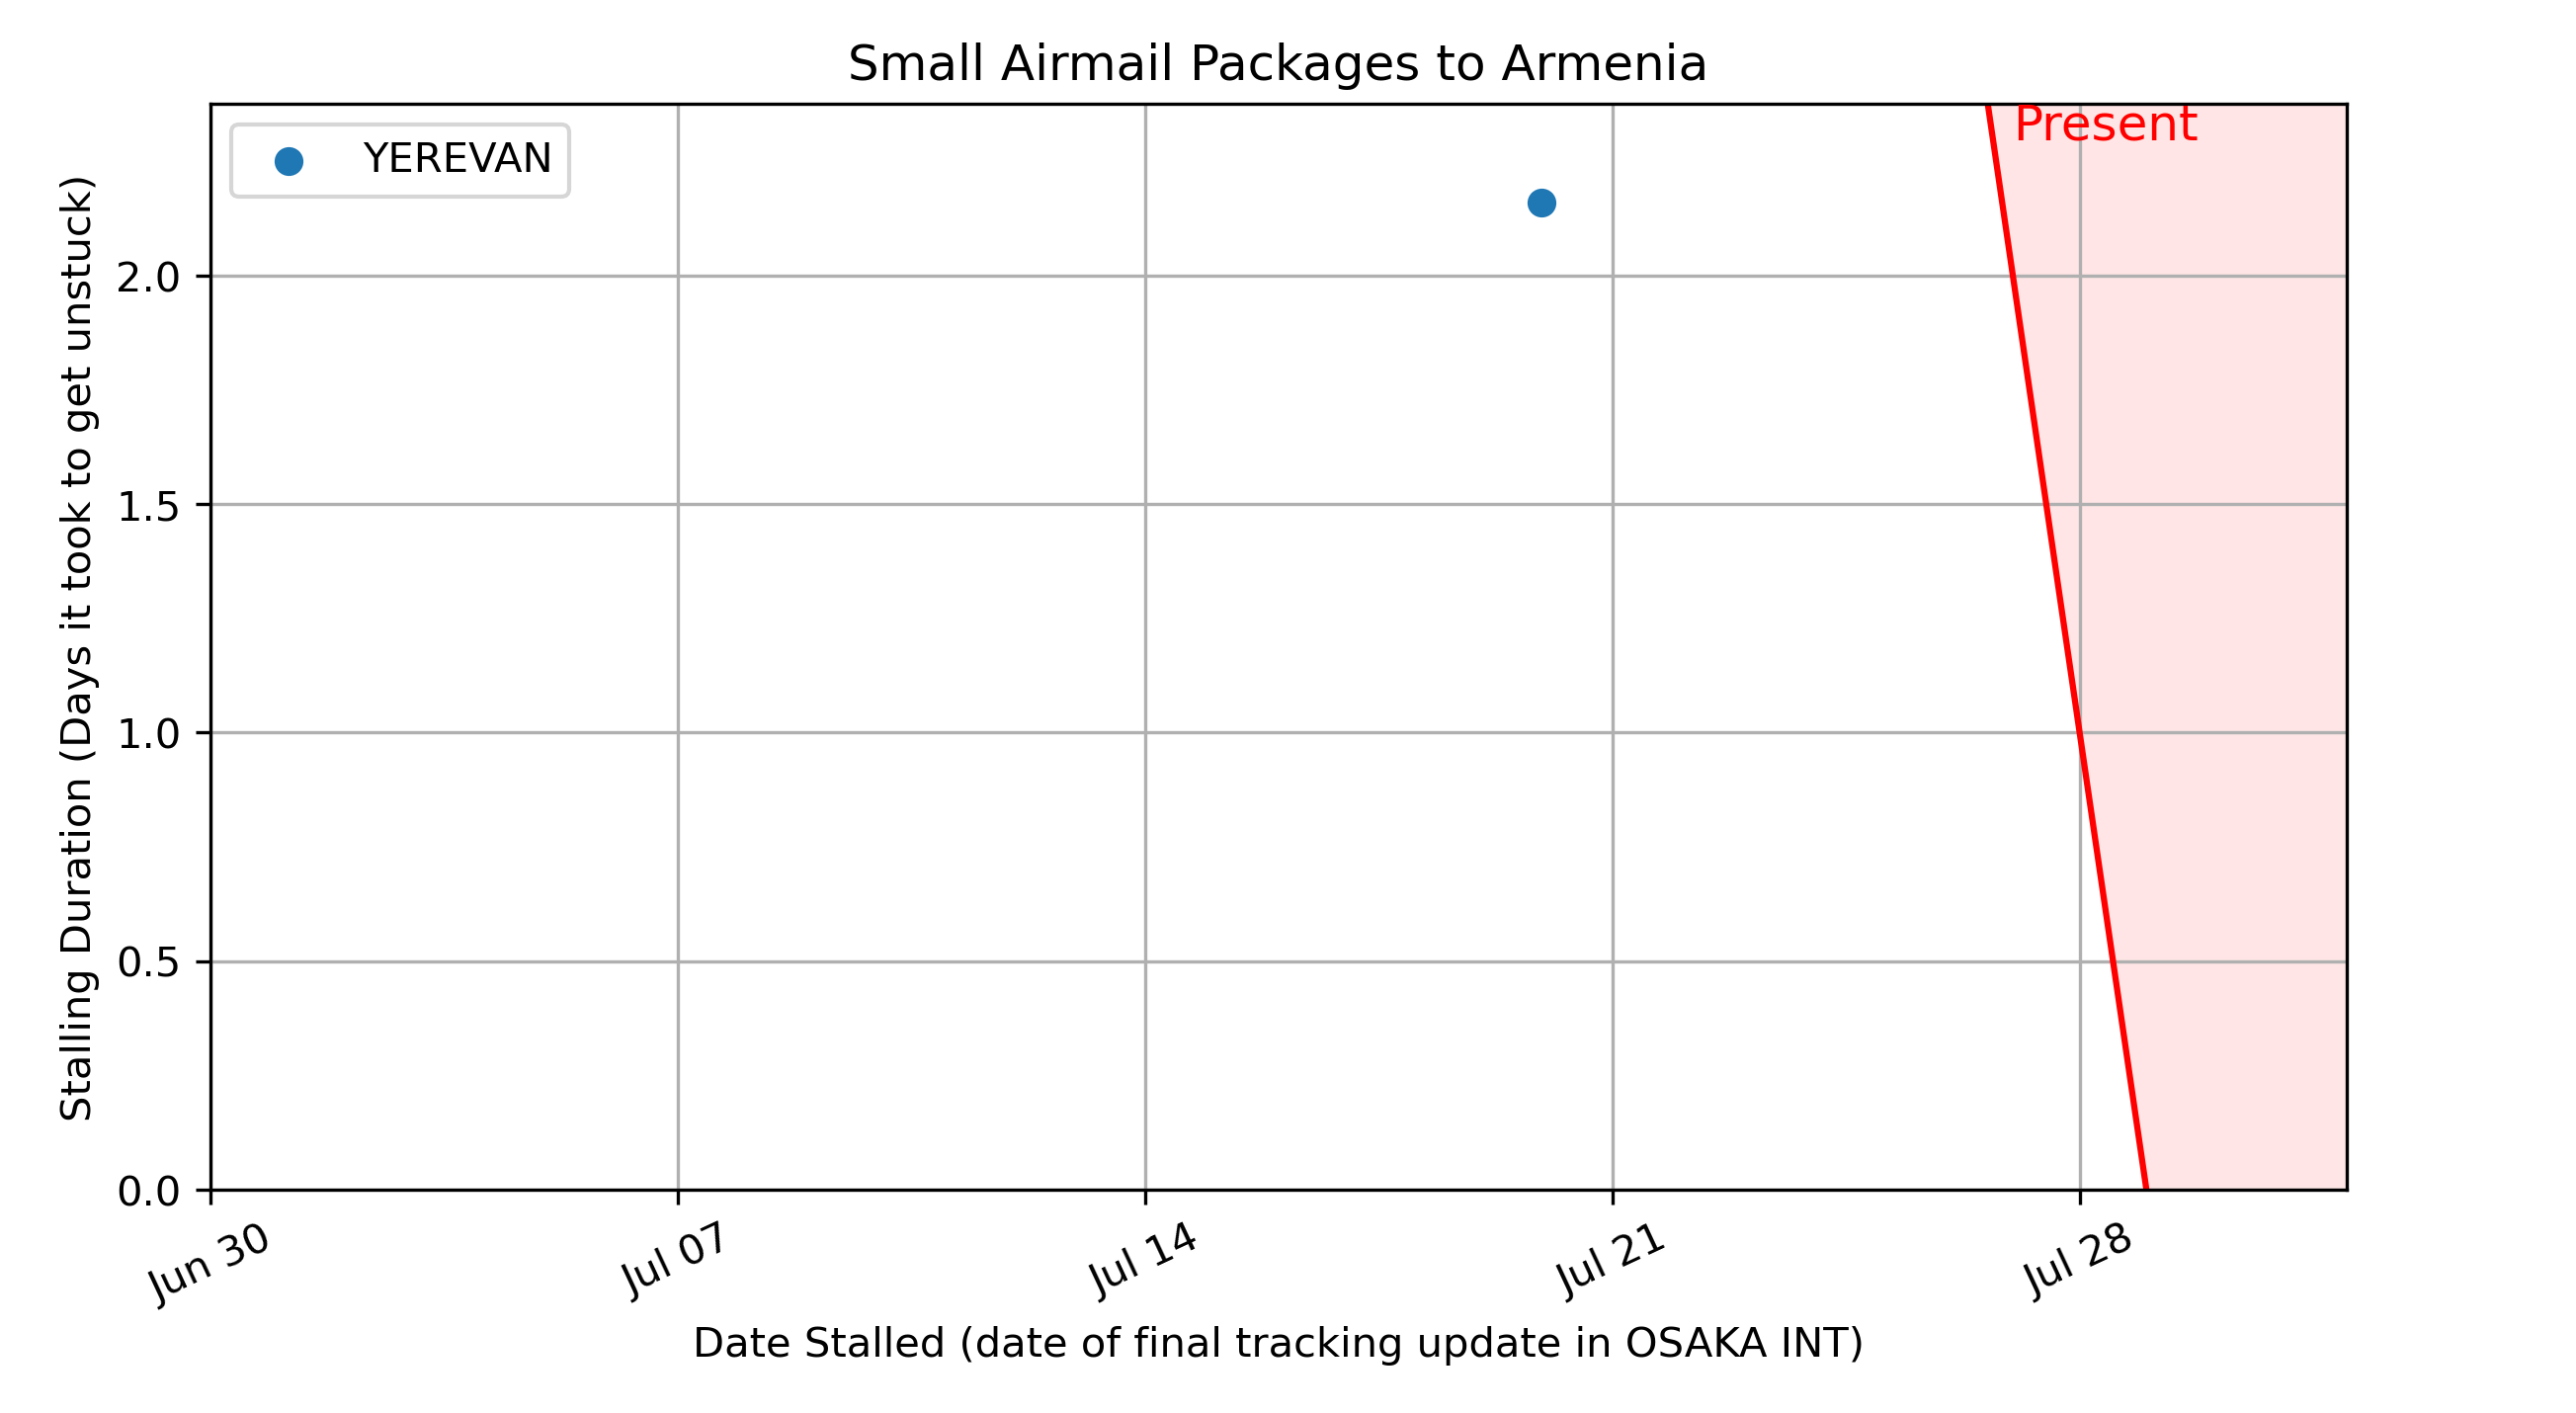 Small Airmail Packages to Armenia
YEREVAN
Present
Stalling Duration (Days it took to get unstuck)
2.0
1.5
1.0
0.5
0.0
Jun 30
Jul 07
Jul 14
Jul 21
Jul 28
Date Stalled (date of final tracking update in OSAKA INT)